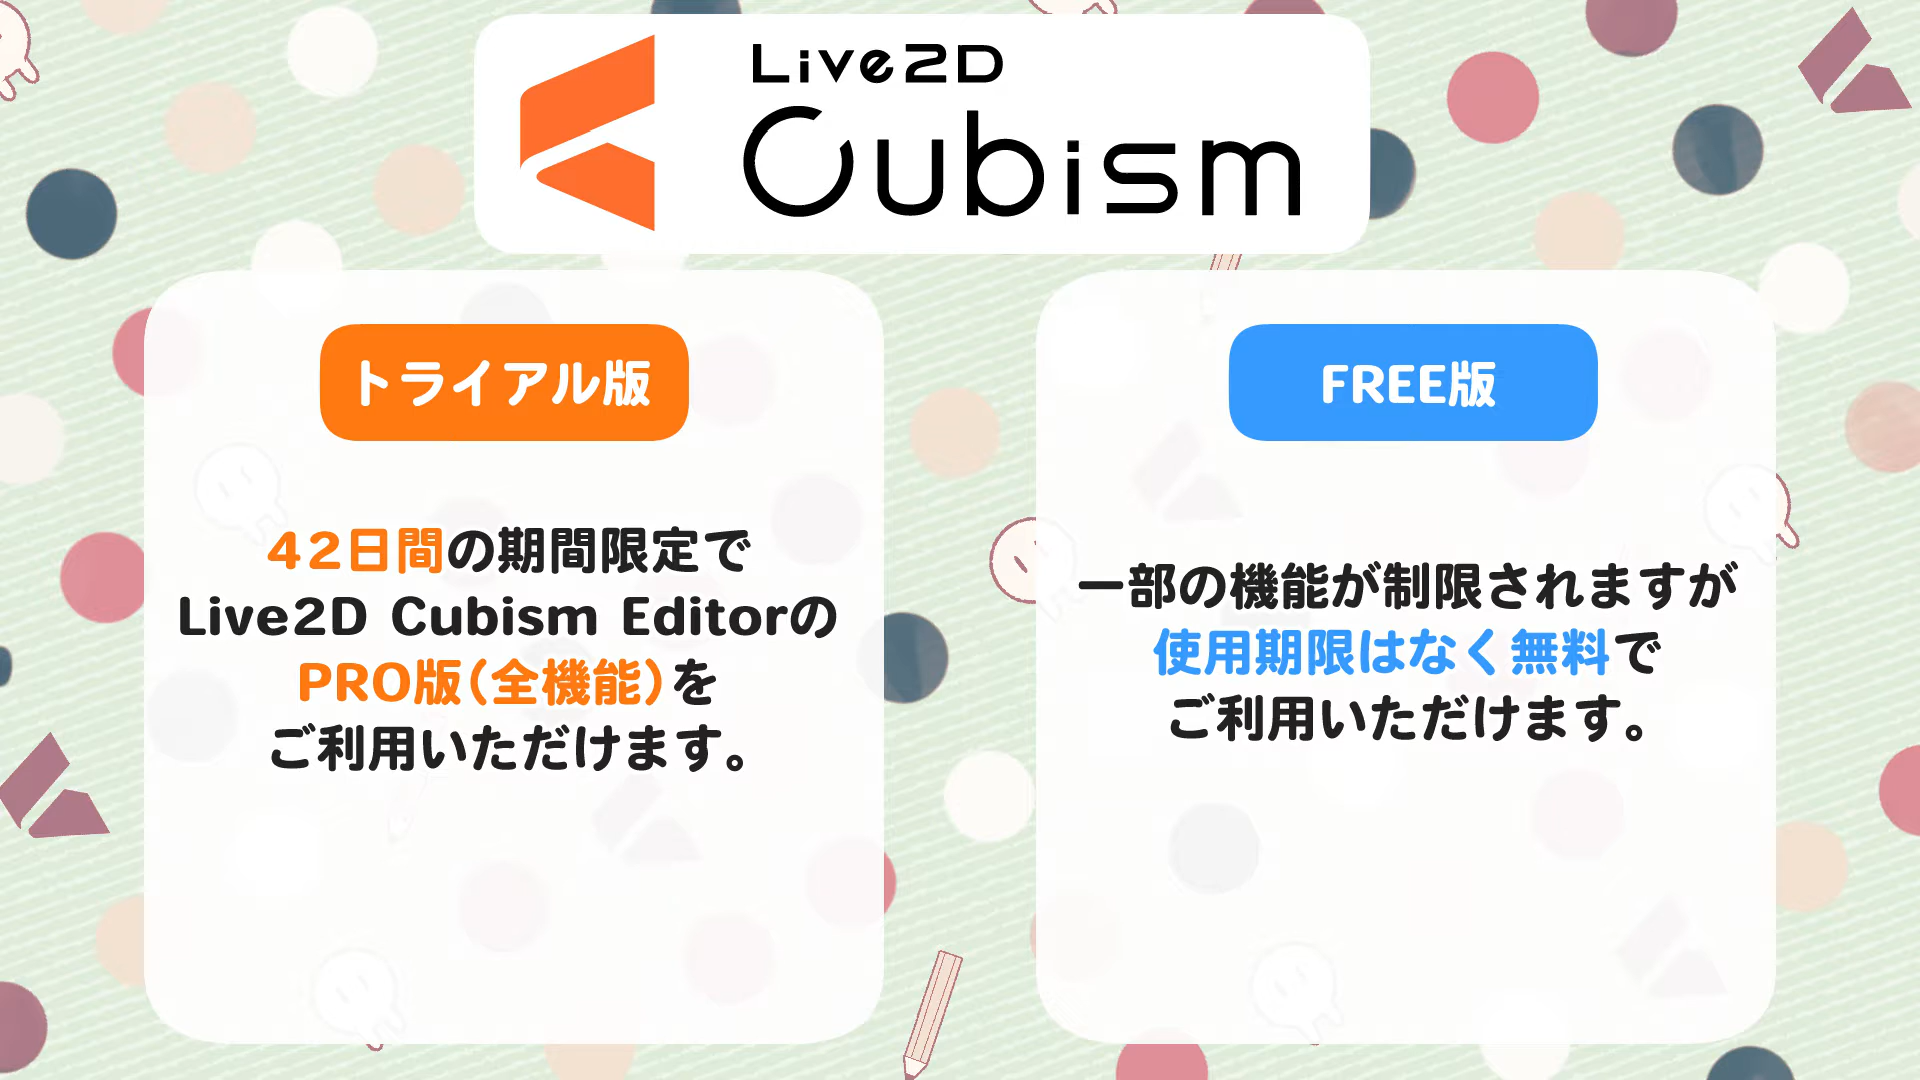 Live2D
Cubism
トライアル版
42日間の期間限定で
Live2D Cubism Editorの
PRO版(全機能)を
ご利用いただけます。
FREE版
一部の機能が制限されますが
使用期限はなく無料で
ご利用いただけます。